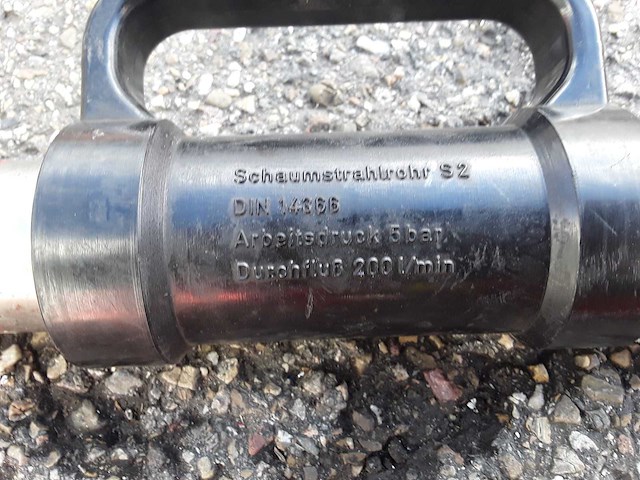 Schaumstrahlrohr S2
DIN 14366
Arbeitsdruck 5 bar
Durchfluß 200 l/min